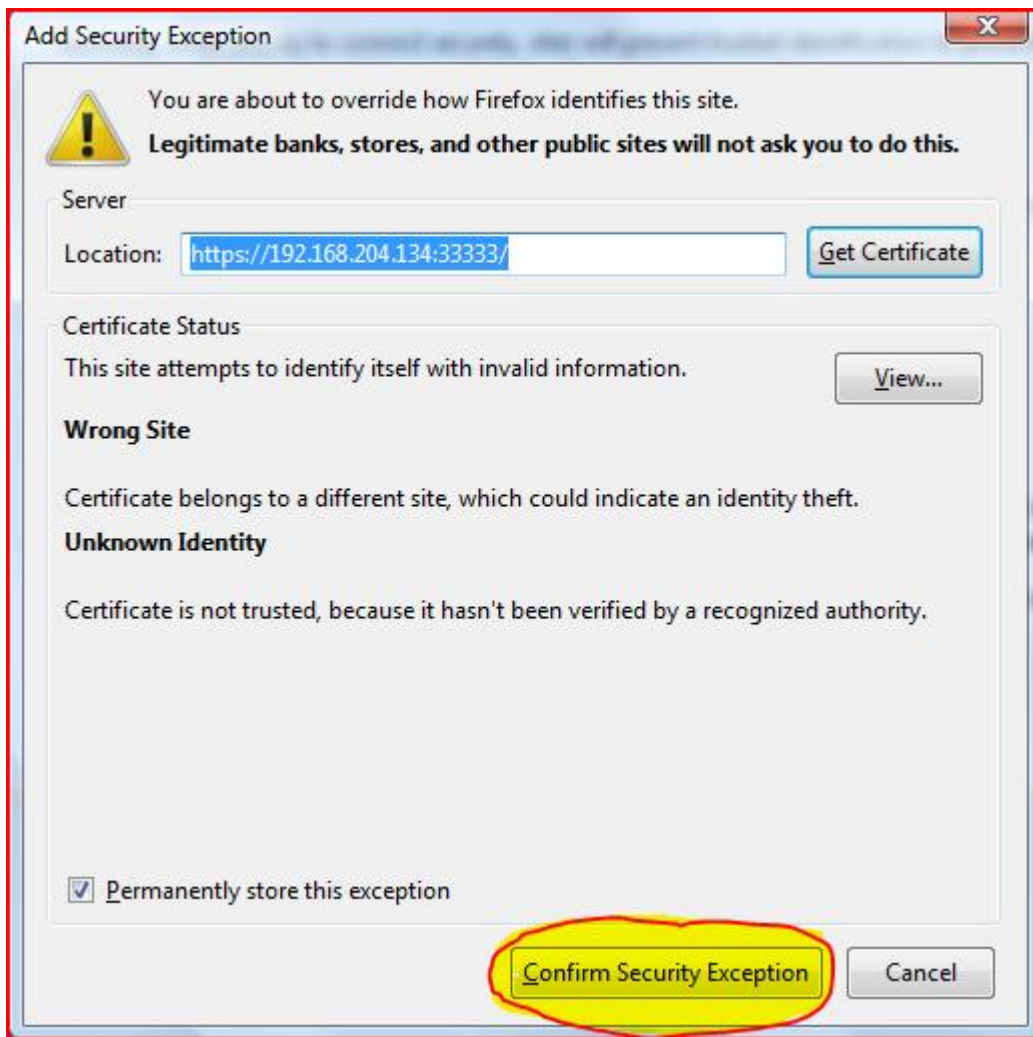 Add Security Exception
You are about to override how Firefox identifies this site.
Legitimate banks, stores, and other public sites will not ask you to do this.
Server
Location: https://192.168.204.134:33333/ Get Certificate
Certificate Status
This site attempts to identify itself with invalid information. View...
Wrong Site
Certificate belongs to a different site, which could indicate an identity theft.
Unknown Identity
Certificate is not trusted, because it hasn't been verified by a recognized authority.
Permanently store this exception
Confirm Security Exception Cancel